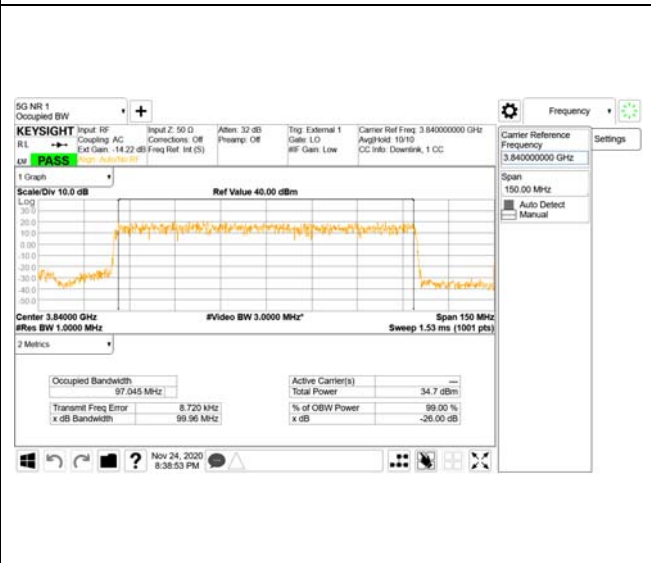 5G NR 1
Occupied BW
Frequency
KEYSIGHT
R L
PASS
Input: RF
Coupling: AC
Ext Gain: -14.22 dB
Align: Auto/No RF
Input Z: 50 Ω
Corrections: Off
Freq Ref: Int (S)
Atten: 32 dB
Preamp: Off
Trig: External 1
Gate: LO
#IF Gain: Low
Carrier Ref Freq: 3.840000000 GHz
Avg|Hold: 10/10
CC Info: Downlink, 1 CC
Carrier Reference
Frequency
3.840000000 GHz
Settings
Span
150.00 MHz
Auto Detect
Manual
1 Graph
Scale/Div 10.0 dB
Ref Value 40.00 dBm
Log
30.0
20.0
10.0
0.00
-10.0
-20.0
-30.0
-40.0
-50.0
Center 3.84000 GHz
#Video BW 3.0000 MHz*
Span 150 MHz
#Res BW 1.0000 MHz
Sweep 1.53 ms (1001 pts)
2 Metrics
Occupied Bandwidth
97.045 MHz
Transmit Freq Error 8.720 kHz
x dB Bandwidth 99.96 MHz
Active Carrier(s) ---
Total Power 34.7 dBm
% of OBW Power 99.00 %
x dB -26.00 dB
?
Nov 24, 2020
8:38:53 PM